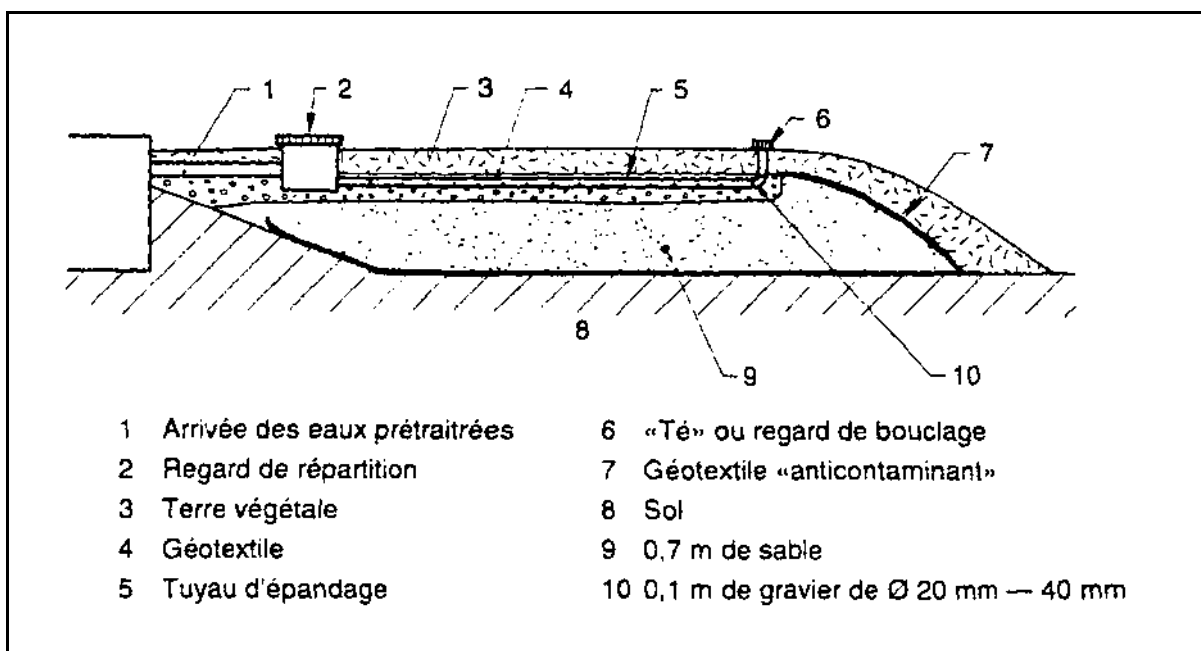 1 2 3 4 5 6 7
8 9 10
1 Arrivée des eaux prétraitrées
2 Regard de répartition
3 Terre végétale
4 Géotextile
5 Tuyau d'épandage
6 «Té» ou regard de bouclage
7 Géotextile «anticontaminant»
8 Sol
9 0,7 m de sable
10 0,1 m de gravier de Ø 20 mm — 40 mm